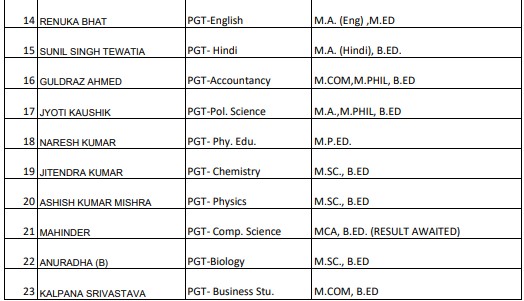 14 RENUKA BHAT PGT-English M.A. (Eng) ,M.ED
15 SUNIL SINGH TEWATIA PGT- Hindi M.A. (Hindi), B.ED.
16 GULDRAZ AHMED PGT-Accountancy M.COM,M.PHIL, B.ED
17 JYOTI KAUSHIK PGT-Pol. Science M.A.,M.PHIL, B.ED
18 NARESH KUMAR PGT- Phy. Edu. M.P.ED.
19 JITENDRA KUMAR PGT- Chemistry M.SC., B.ED
20 ASHISH KUMAR MISHRA PGT- Physics M.SC., B.ED
21 MAHINDER PGT- Comp. Science MCA, B.ED. (RESULT AWAITED)
22 ANURADHA (B) PGT-Biology M.SC., B.ED
23 KALPANA SRIVASTAVA PGT- Business Stu. M.COM, B.ED